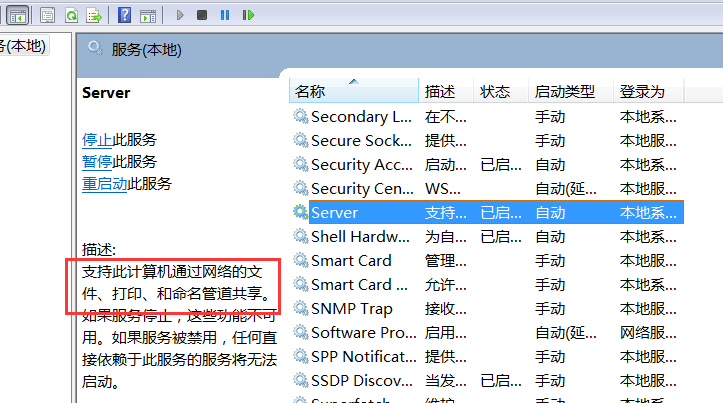 务(本地)
服务(本地)
Server
停止此服务
暂停此服务
重启动此服务
描述:
支持此计算机通过网络的文
件、打印、和命名管道共享。
如果服务停止，这些功能不可
用。如果服务被禁用，任何直
接依赖于此服务的服务将无法
启动。
名称 描述 状态 启动类型 登录为
Secondary L... 在不... 手动 本地系...
Secure Sock... 提供... 手动 本地服...
Security Acc... 启动... 已启... 自动 本地系...
Security Cen... WS... 自动(延... 本地服...
Server 支持... 已启... 自动 本地系...
Shell Hardw... 为自... 已启... 自动 本地系...
Smart Card 管理... 手动 本地服...
Smart Card ... 允许... 手动 本地系...
SNMP Trap 接收... 手动 本地服...
Software Pro... 启用... 自动(延... 网络服...
SPP Notificat... 提供... 手动 本地服...
SSDP Discov... 当发... 已启... 手动 本地服...